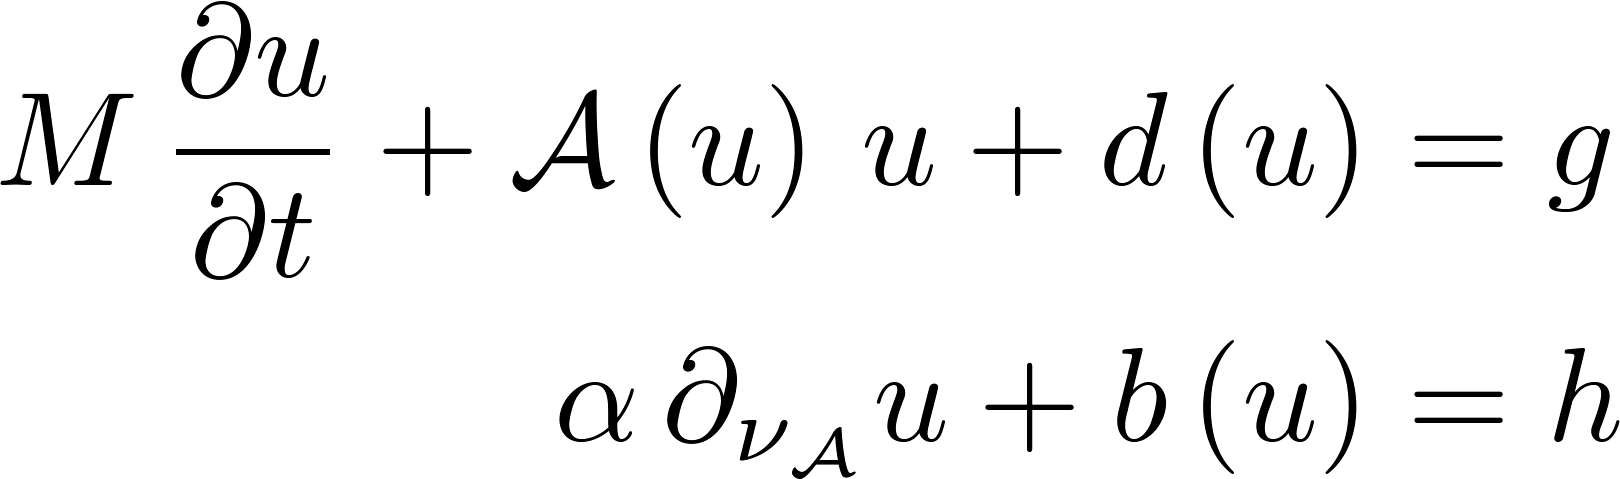 M ∂u/∂t + 𝓐(u) u + d(u) = g
α ∂_{ν_𝓐} u + b(u) = h